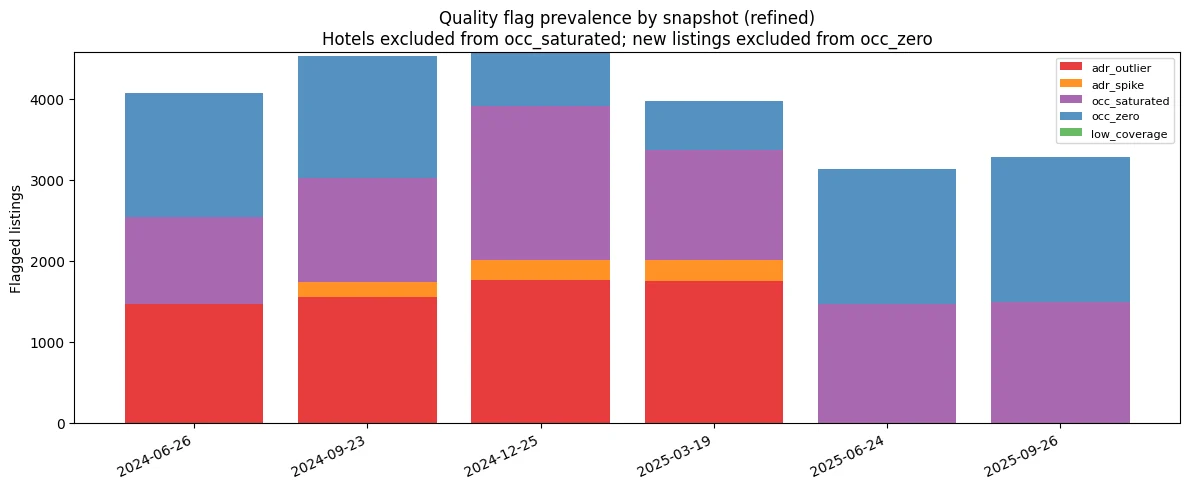 Quality flag prevalence by snapshot (refined)
Hotels excluded from occ_saturated; new listings excluded from occ_zero
adr_outlier
adr_spike
occ_saturated
occ_zero
low_coverage
Flagged listings
4000
3000
2000
1000
0
2024-06-26
2024-09-23
2024-12-25
2025-03-19
2025-06-24
2025-09-26